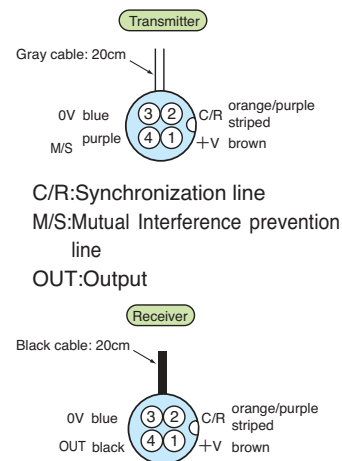 Transmitter
Gray cable: 20cm
0V blue 3 2 C/R orange/purple striped
M/S purple 4 1 +V brown
C/R:Synchronization line
M/S:Mutual Interference prevention
line
OUT:Output
Receiver
Black cable: 20cm
0V blue 3 2 C/R orange/purple striped
OUT black 4 1 +V brown